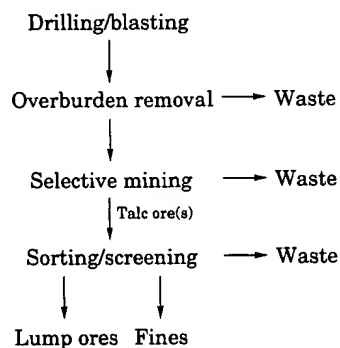 Drilling/blasting
Overburden removal Waste
Selective mining Waste
Talc ore(s)
Sorting/screening Waste
Lump ores Fines